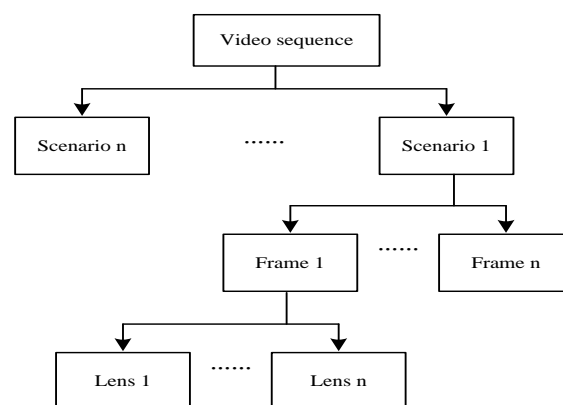 Video sequence
Scenario n
......
Scenario 1
Frame 1
......
Frame n
Lens 1
......
Lens n